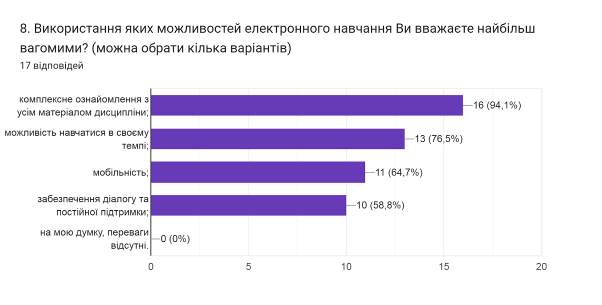 8. Використання яких можливостей електронного навчання Ви вважаєте найбільш
вагомими? (можна обрати кілька варіантів)
17 відповідей
комплексне ознайомлення з
усім матеріалом дисципліни;
16 (94,1%)
можливість навчатися в своєму
темпі;
13 (76,5%)
мобільність;
11 (64,7%)
забезпечення діалогу та
постійної підтримки;
10 (58,8%)
на мою думку, переваги
відсутні.
0 (0%)
0
5
10
15
20